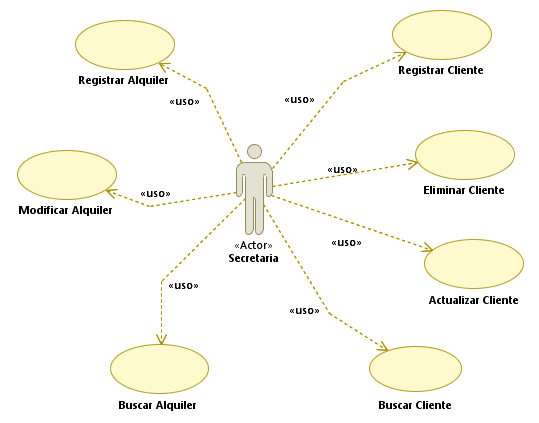 Registrar Alquiler
Registrar Cliente
«uso»
«uso»
«uso»
Eliminar Cliente
«uso»
Modificar Alquiler
«Actor»
Secretaria
«uso»
Actualizar Cliente
«uso»
«uso»
Buscar Alquiler
Buscar Cliente